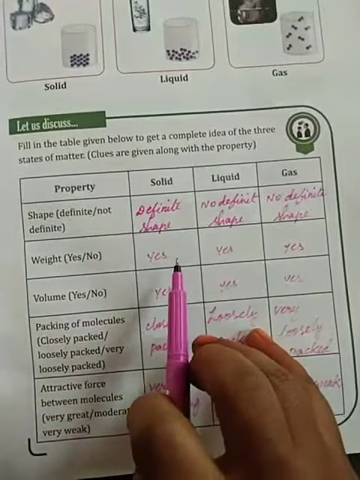 Solid
Liquid
Gas
Let us discuss...
Fill in the table given below to get a complete idea of the three
states of matter. (Clues are given along with the property)
Property Solid Liquid Gas
Shape (definite/not
definite)
Definite
shape
No definit
shape
No definite
shape
Weight (Yes/No) yes yes yes
Volume (Yes/No) yes yes
Packing of molecules
(Closely packed/
loosely packed/very
loosely packed)
Loosely
very
loosely
packed
Attractive force
between molecules
(very great/modera
very weak)
very
weak